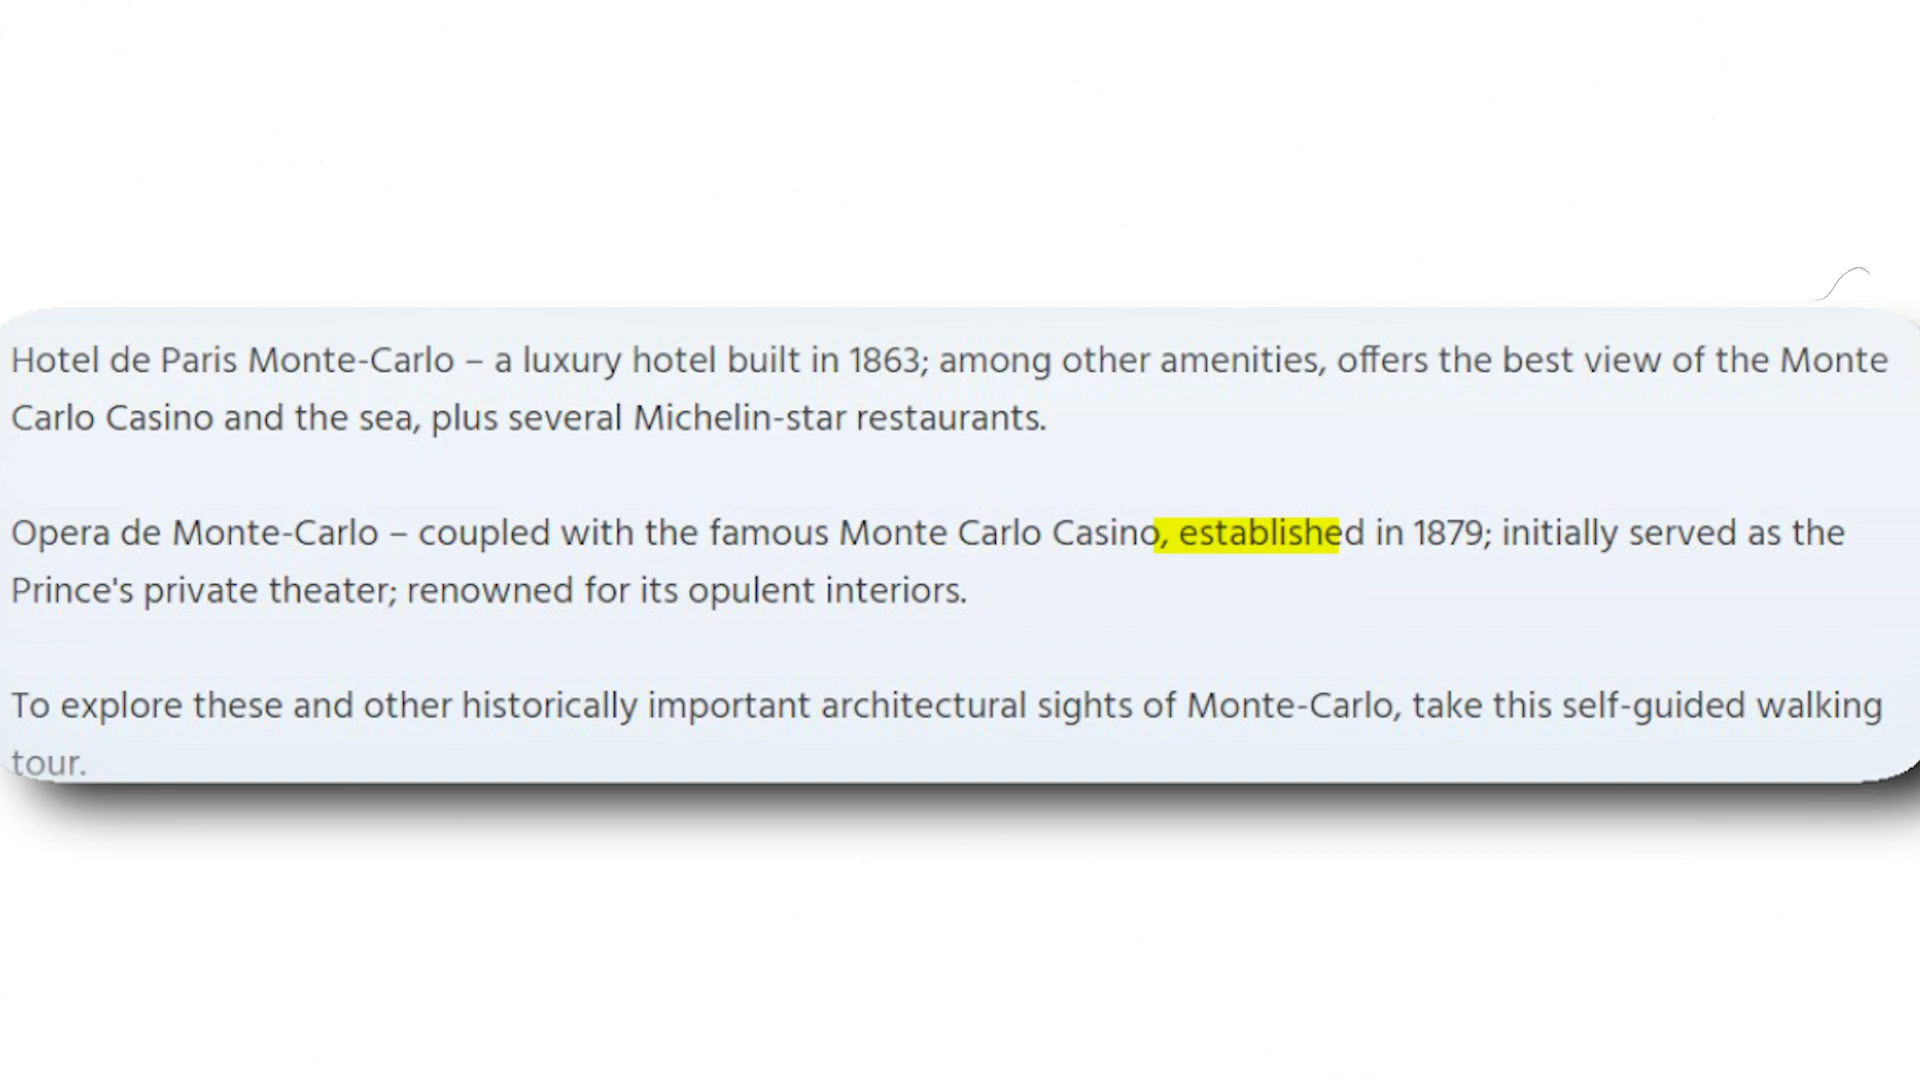 Hotel de Paris Monte-Carlo – a luxury hotel built in 1863; among other amenities, offers the best view of the Monte
Carlo Casino and the sea, plus several Michelin-star restaurants.
Opera de Monte-Carlo – coupled with the famous Monte Carlo Casino, established in 1879; initially served as the
Prince's private theater; renowned for its opulent interiors.
To explore these and other historically important architectural sights of Monte-Carlo, take this self-guided walking
tour.